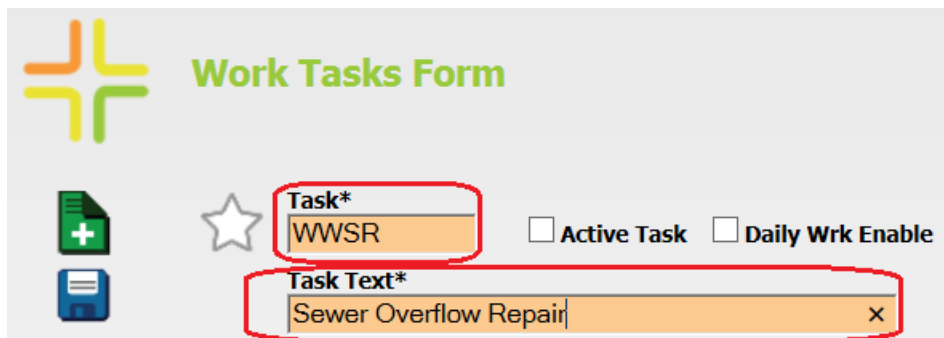 Work Tasks Form
Task*
WWSR
Active Task
Daily Wrk Enable
Task Text*
Sewer Overflow Repair